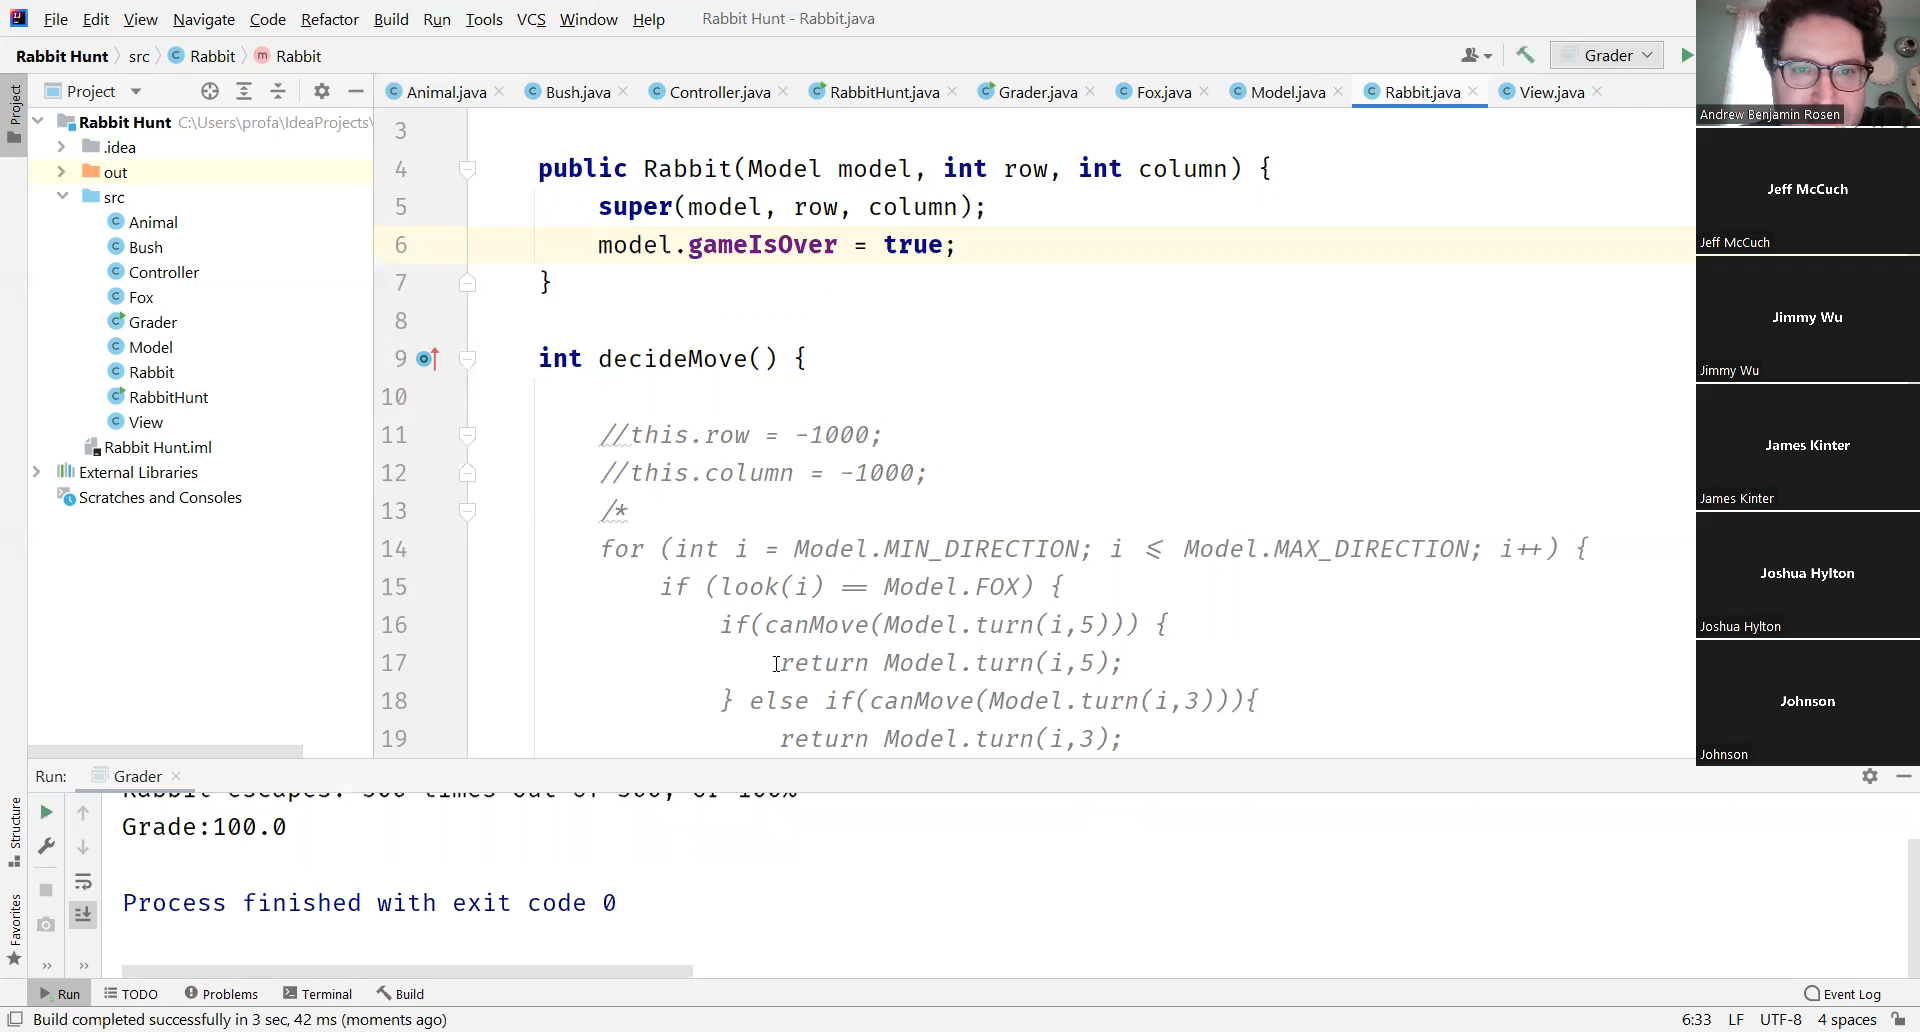 File Edit View Navigate Code Refactor Build Run Tools VCS Window Help Rabbit Hunt - Rabbit.java
Rabbit Hunt src Rabbit m Rabbit Grader
Project
Project
Animal.java Bush.java Controller.java RabbitHunt.java Grader.java Fox.java Model.java Rabbit.java View.java
Rabbit Hunt C:\Users\profa\IdeaProjects\
.idea
out
src
Animal
Bush
Controller
Fox
Grader
Model
Rabbit
RabbitHunt
View
Rabbit Hunt.iml
External Libraries
Scratches and Consoles
3
4 public Rabbit(Model model, int row, int column) {
5 super(model, row, column);
6 model.gameIsOver = true;
7 }
8
9 int decideMove() {
10
11 //this.row = -1000;
12 //this.column = -1000;
13 /*
14 for (int i = Model.MIN_DIRECTION; i <= Model.MAX_DIRECTION; i++) {
15 if (look(i) == Model.FOX) {
16 if(canMove(Model.turn(i,5))) {
17 return Model.turn(i,5);
18 } else if(canMove(Model.turn(i,3))){
19 return Model.turn(i,3);
Andrew Benjamin Rosen
Jeff McCuch
Jeff McCuch
Jimmy Wu
Jimmy Wu
James Kinter
James Kinter
Joshua Hylton
Joshua Hylton
Johnson
Johnson
Run: Grader
Rabbit escapes: 500 times out of 500, or 100%
Grade:100.0
Process finished with exit code 0
Structure
Favorites
Run TODO Problems Terminal Build Event Log
Build completed successfully in 3 sec, 42 ms (moments ago) 6:33 LF UTF-8 4 spaces